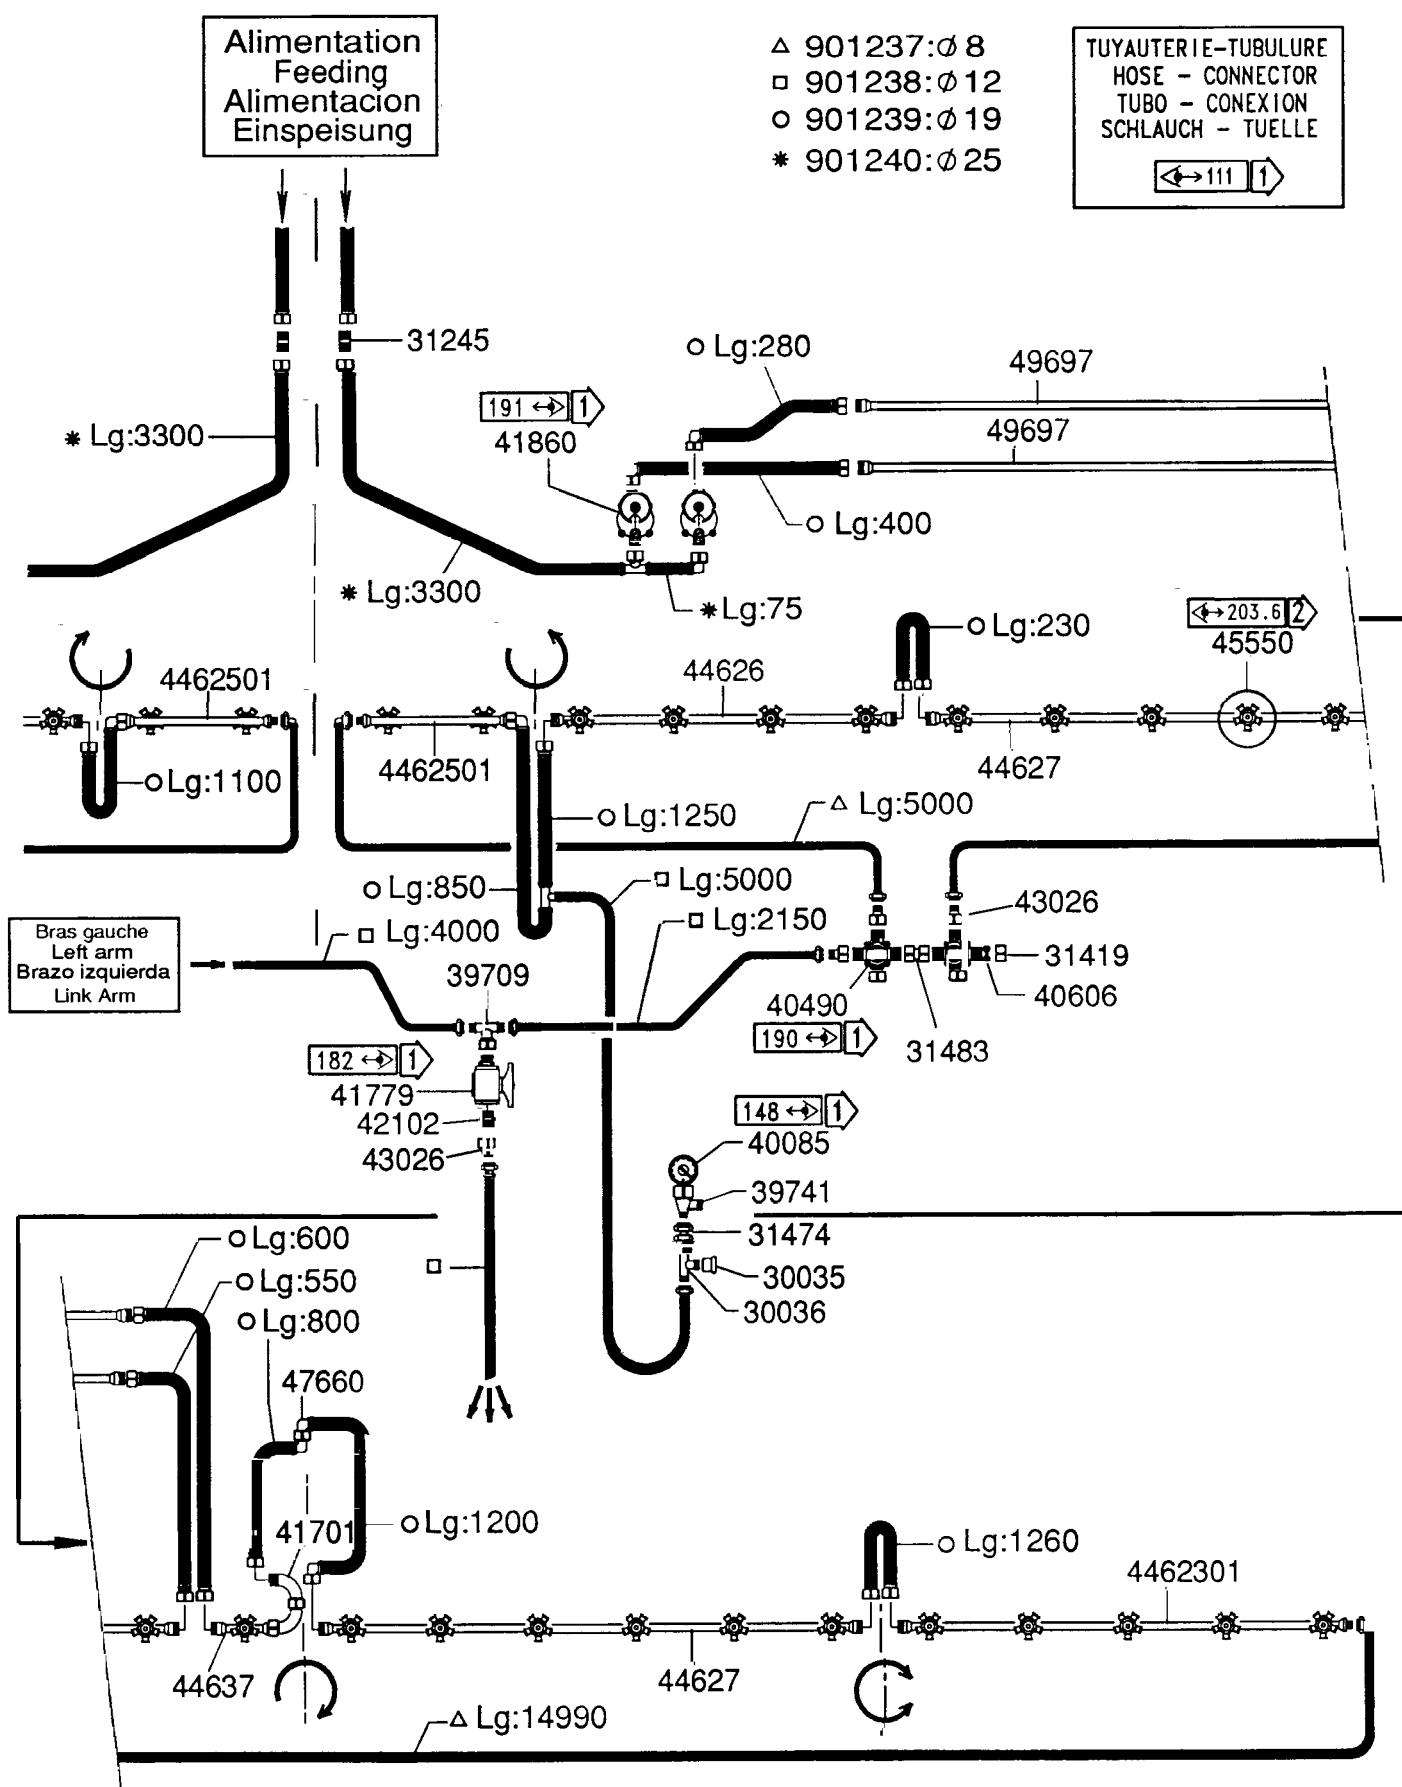 Alimentation
Feeding
Alimentacion
Einspeisung
△ 901237:∅ 8
□ 901238:∅ 12
○ 901239:∅ 19
* 901240:∅ 25
TUYAUTERIE-TUBULURE
HOSE - CONNECTOR
TUBO - CONEXION
SCHLAUCH - TUELLE
111 1
31245
○ Lg:280
49697
191 1
41860
* Lg:3300
49697
○ Lg:400
* Lg:3300
* Lg:75
○ Lg:230
203.6 2
45550
4462501
44626
4462501
44627
○ Lg:1100
○ Lg:1250
△ Lg:5000
○ Lg:850
□ Lg:5000
□ Lg:4000
□ Lg:2150
43026
Bras gauche
Left arm
Brazo izquierda
Link Arm
39709
31419
40490
40606
190 1
31483
182 1
41779
42102
43026
148 1
40085
39741
31474
30035
30036
□
○ Lg:600
○ Lg:550
○ Lg:800
47660
41701
○ Lg:1200
○ Lg:1260
4462301
44637
44627
△ Lg:14990